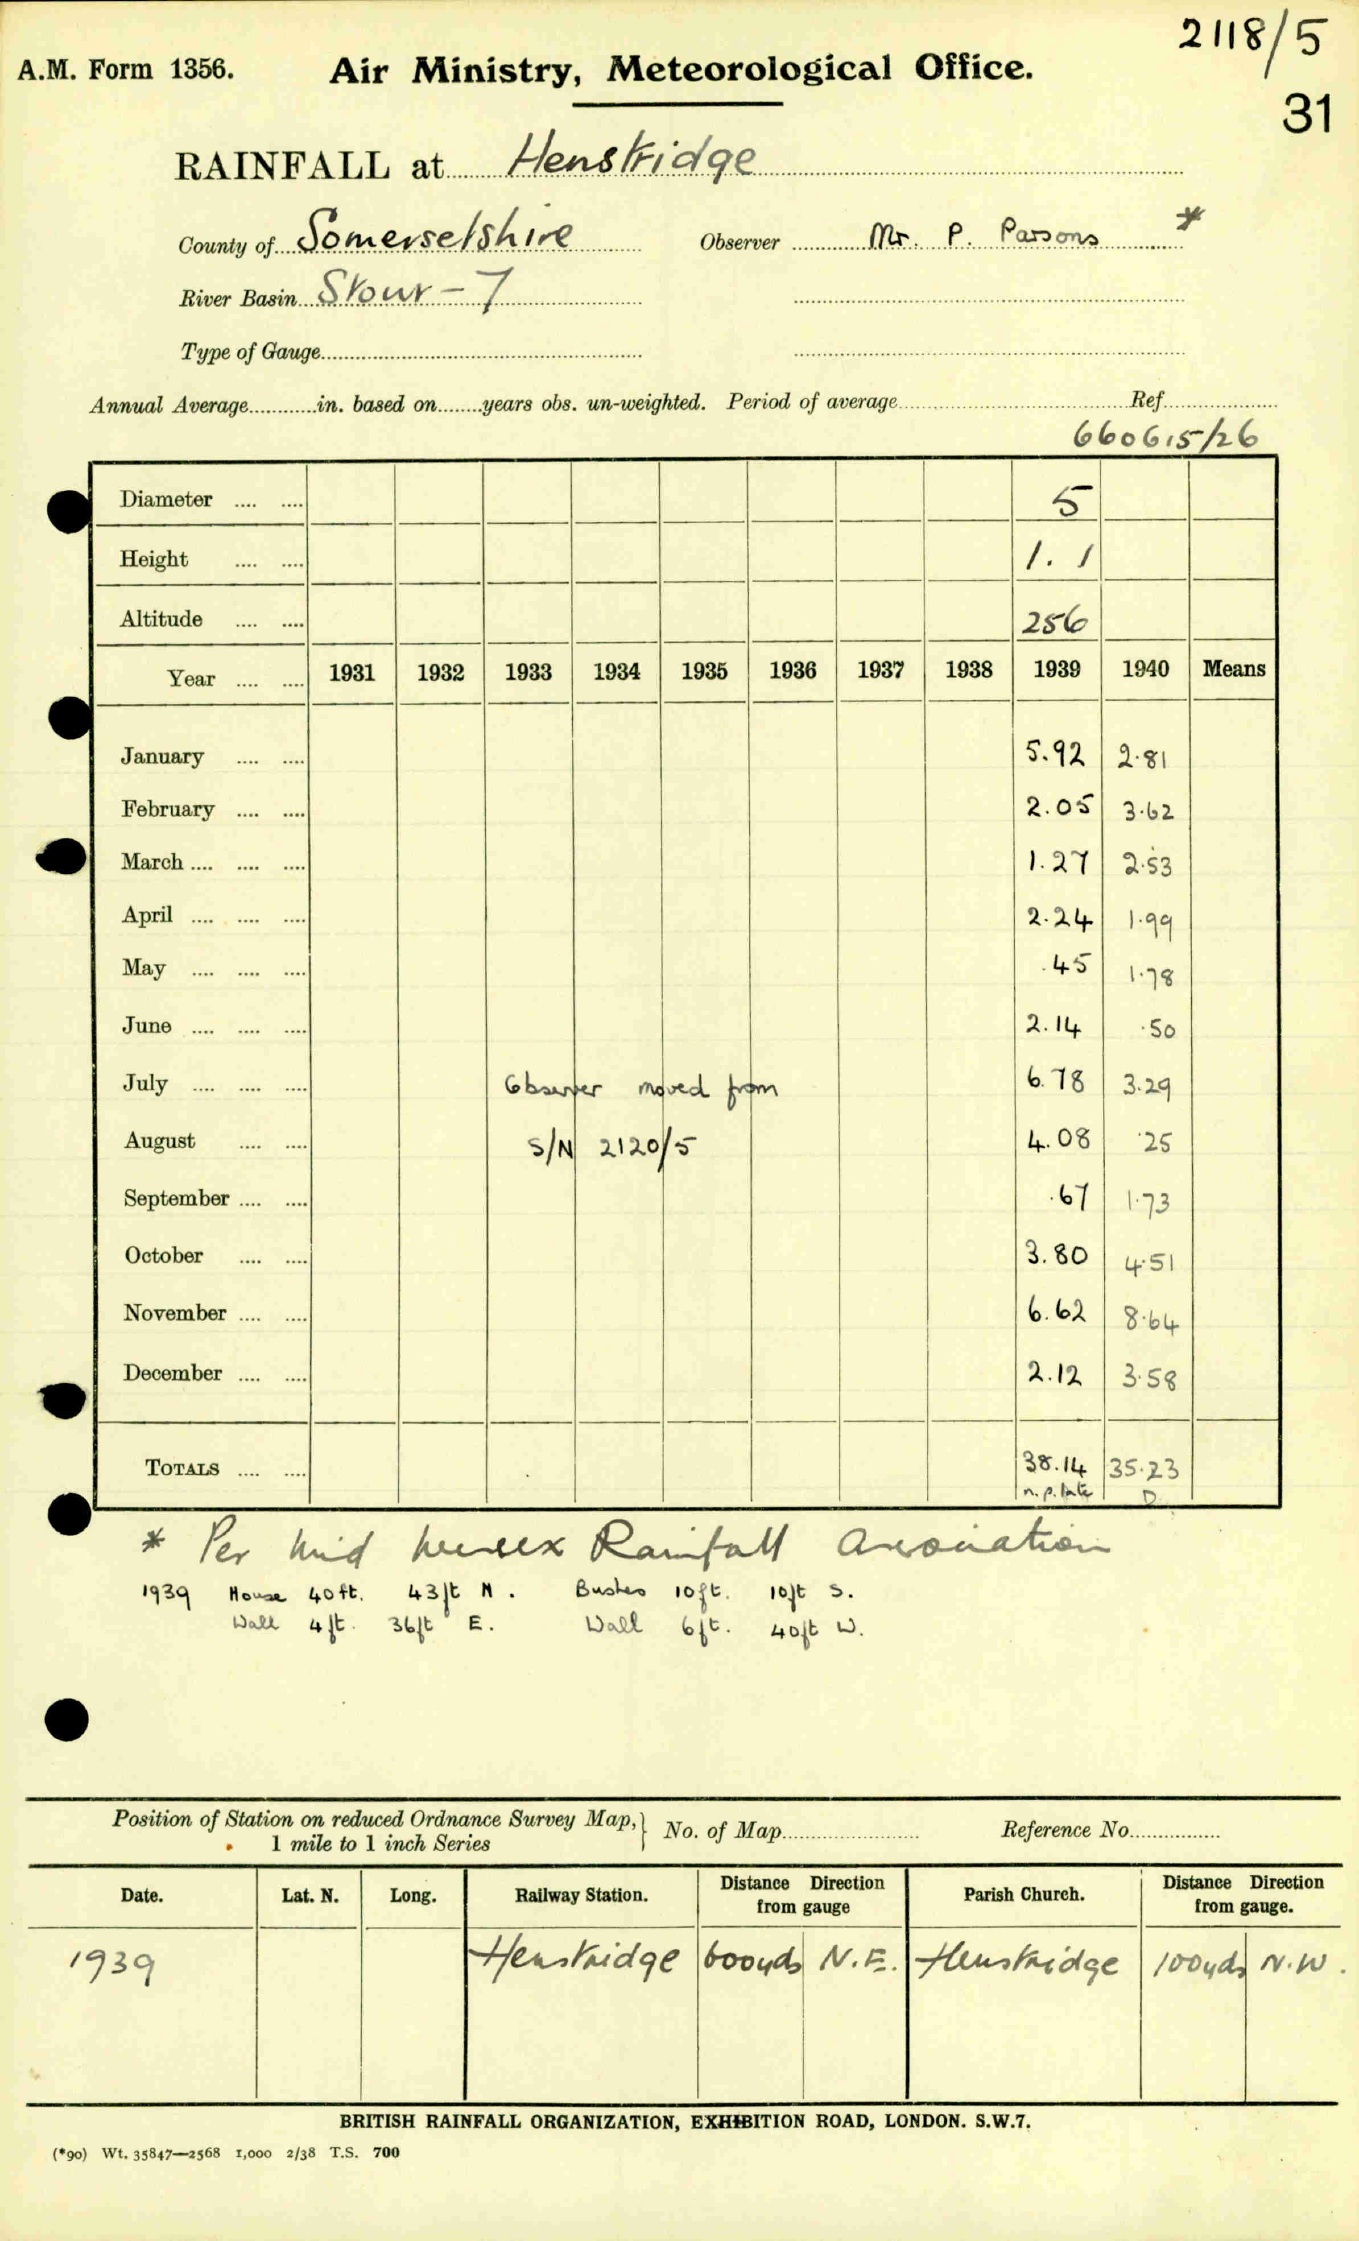 2118/5
A.M. Form 1356. Air Ministry, Meteorological Office.
31
RAINFALL at Henstridge
County of Somersetshire Observer Mr. P. Parsons *
River Basin Stour - 7
Type of Gauge
Annual Average in. based on years obs. un-weighted. Period of average Ref.
660615/26
Diameter 5
Height 1.1
Altitude 256
Year 1931 1932 1933 1934 1935 1936 1937 1938 1939 1940 Means
January 5.92 2.81
February 2.05 3.62
March 1.27 2.53
April 2.24 1.99
May .45 1.78
June 2.14 .50
July Observer moved from 6.78 3.29
August S/N 2120/5 4.08 .25
September .67 1.73
October 3.80 4.51
November 6.62 8.64
December 2.12 3.58
TOTALS 38.14 35.23
n.p. late D
* Per Mid Wessex Rainfall Association
1939 House 40ft. 43ft N. Bushes 10ft. 10ft S.
Wall 4ft. 36ft E. Wall 6ft. 40ft W.
Position of Station on reduced Ordnance Survey Map, } No. of Map Reference No.
1 mile to 1 inch Series
Date. Lat. N. Long. Railway Station. Distance Direction from gauge Parish Church. Distance Direction from gauge.
1939 Henstridge 600yds N.E. Henstridge 100yds N.W.
BRITISH RAINFALL ORGANIZATION, EXHIBITION ROAD, LONDON. S.W.7.
(*90) Wt. 35847—2568 1,000 2/38 T.S. 700